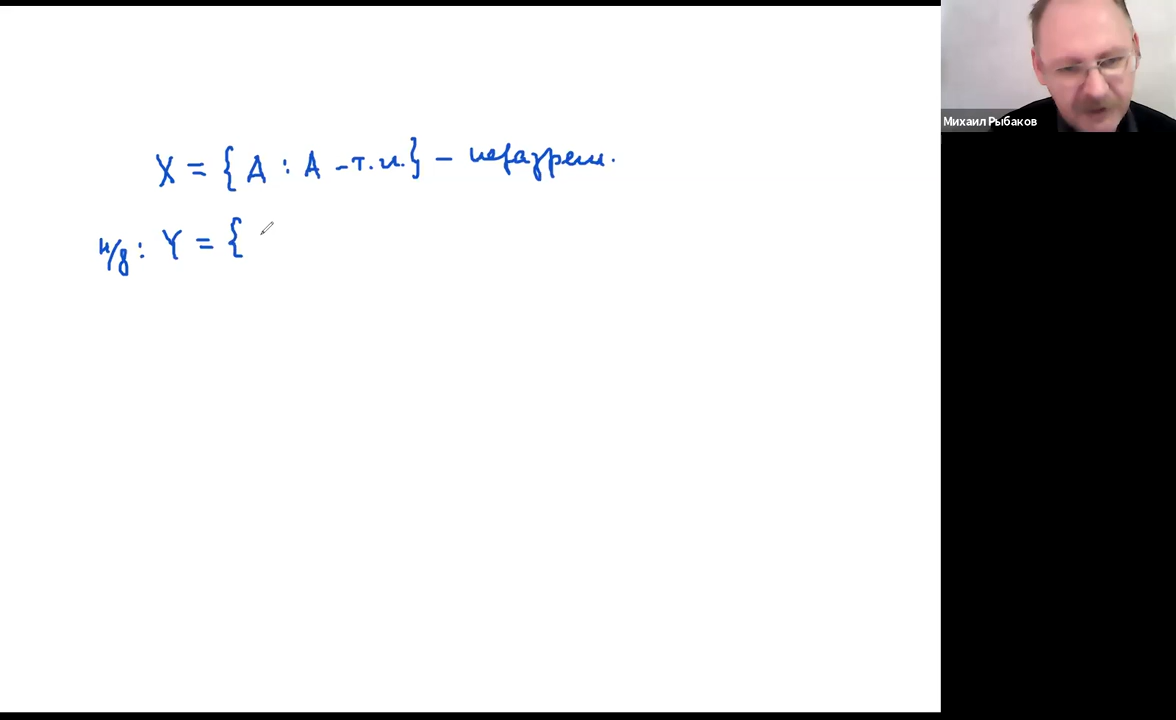 X = { A : A - т.и. } - неразреш.
н/д : Y = {
Михаил Рыбаков